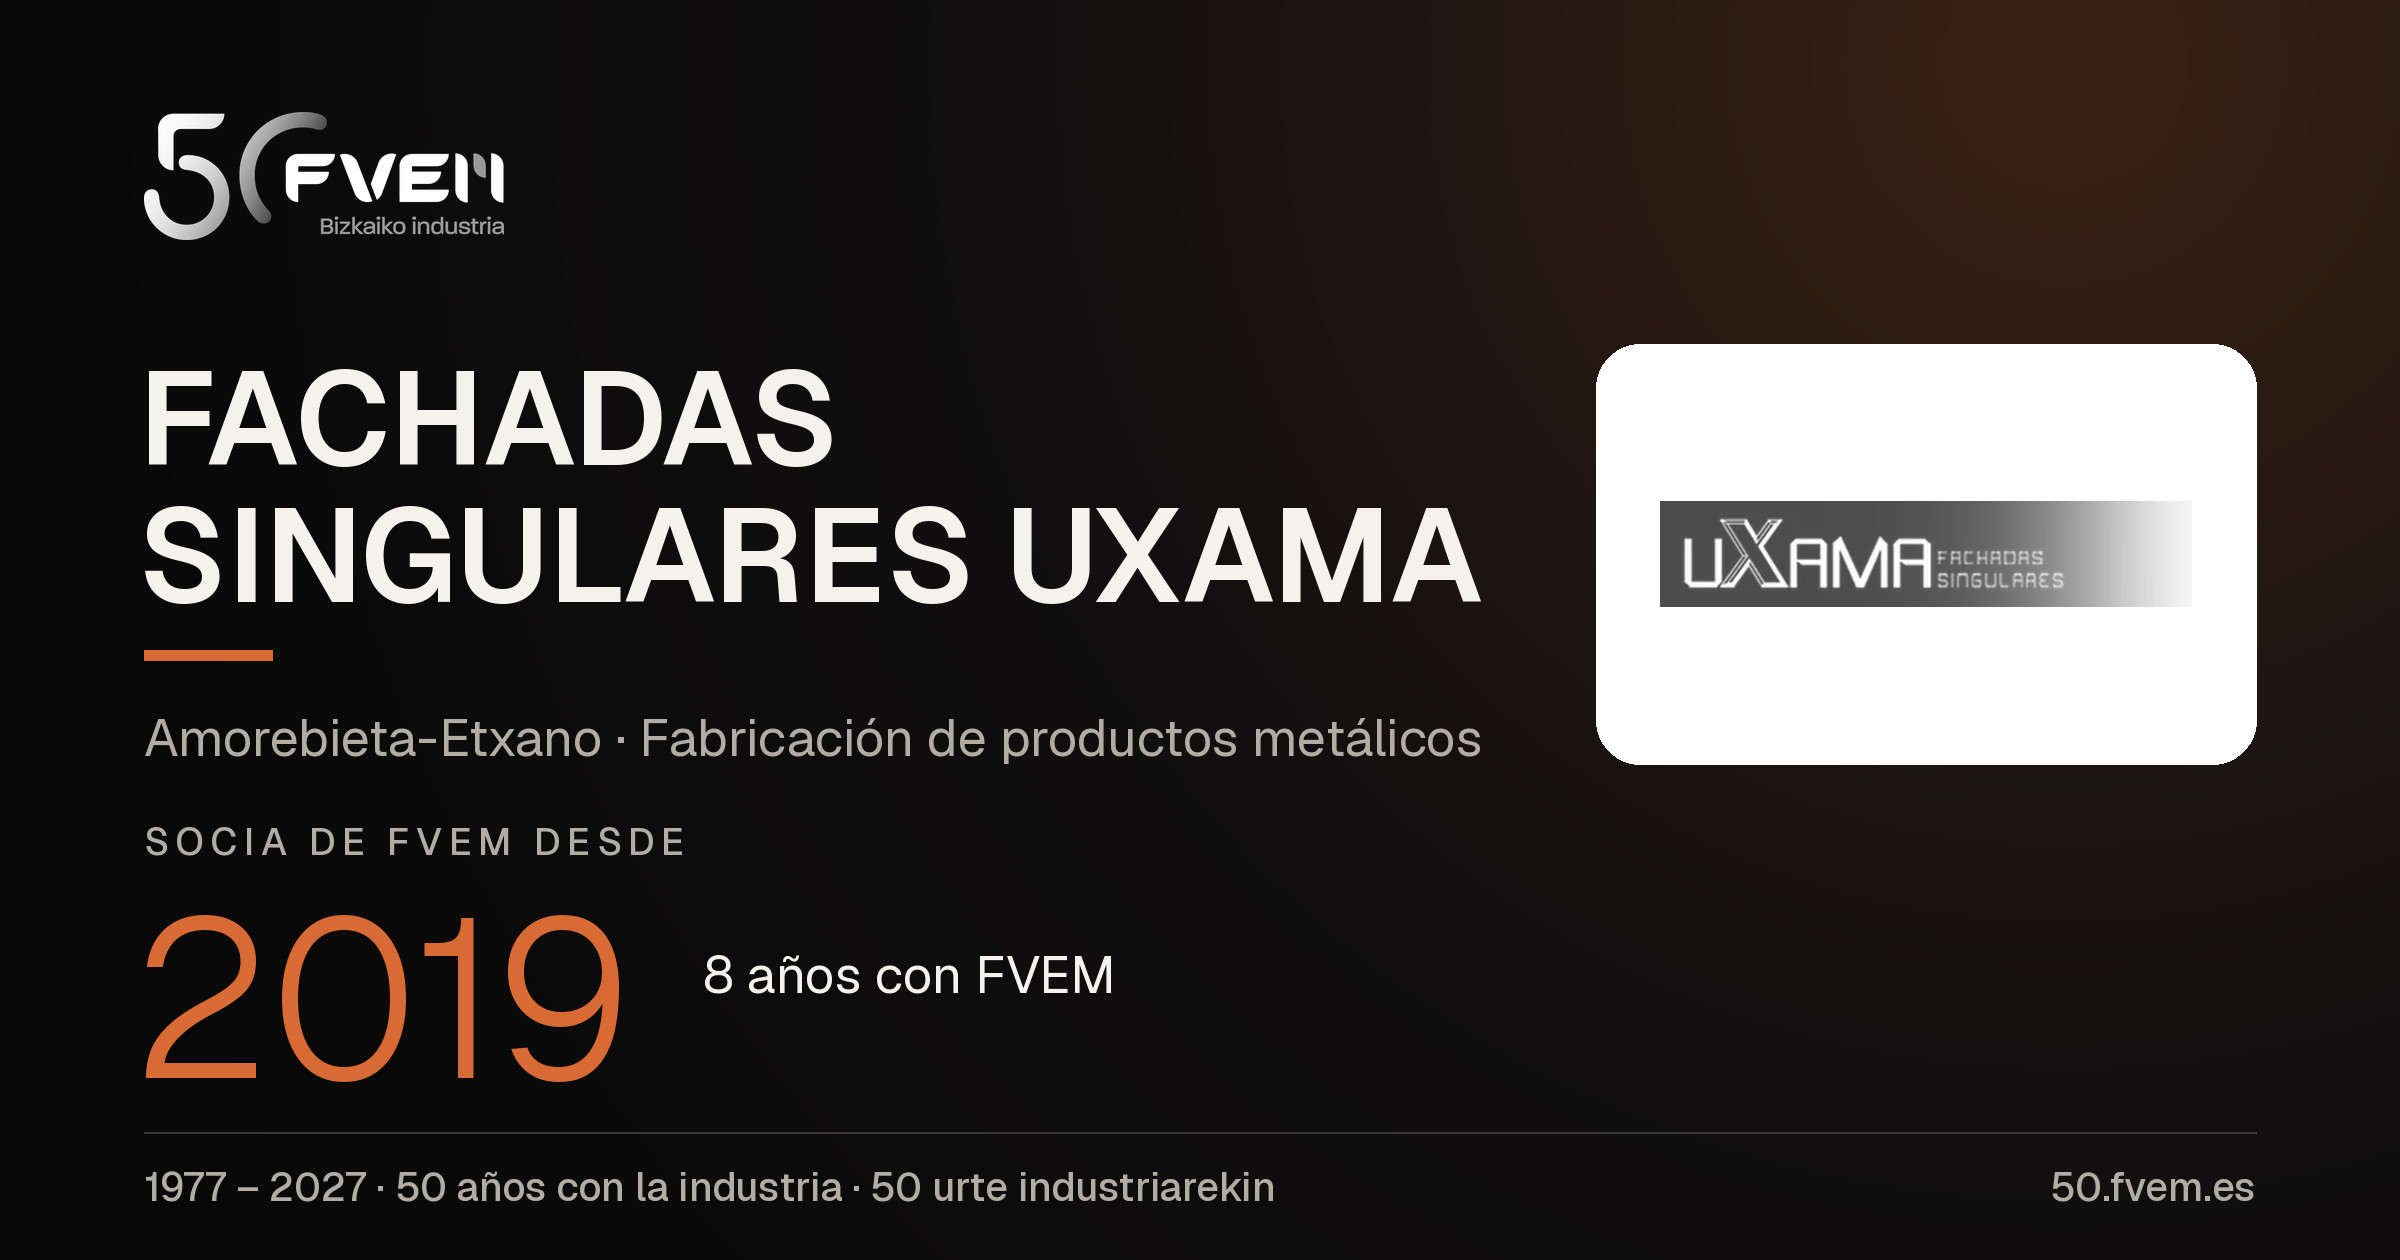 50 FVEM
Bizkaiko industria
FACHADAS
SINGULARES UXAMA
UXAMA FACHADAS
SINGULARES
Amorebieta-Etxano · Fabricación de productos metálicos
SOCIA DE FVEM DESDE
2019
8 años con FVEM
1977 – 2027 · 50 años con la industria · 50 urte industriarekin
50.fvem.es